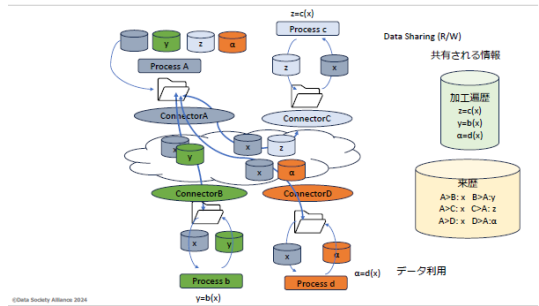 z=c(x)
Process c
y
z
α
Data Sharing (R/W)
共有される情報
Process A
z
x
加工遍歴
z=c(x)
y=b(x)
α=d(x)
ConnectorA
ConnectorC
x
y
x
z
x
α
来歴
A>B: x B>A:y
A>C: x C>A: z
A>D: x D>A:α
ConnectorB
ConnectorD
x
y
x
α
Process b
Process d
α=d(x)
データ利用
y=b(x)
©Data Society Alliance 2024